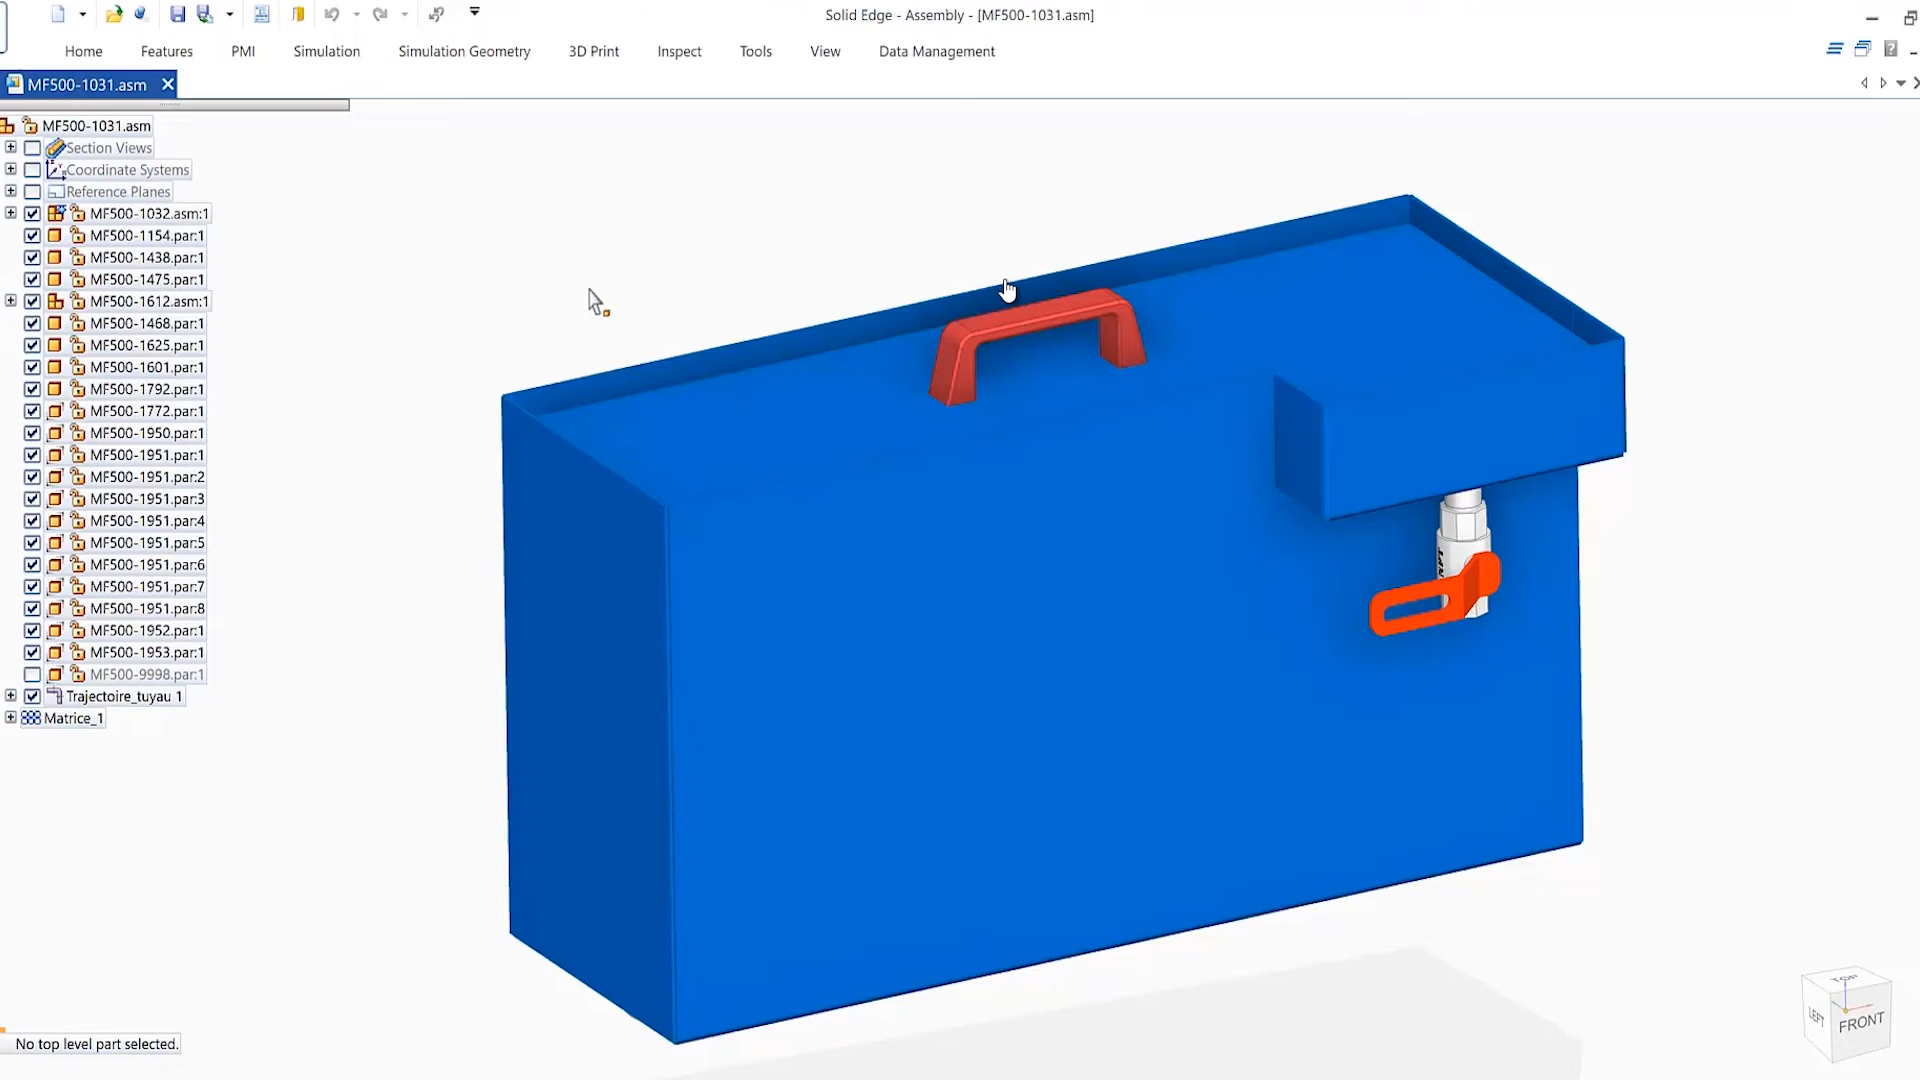 Solid Edge - Assembly - [MF500-1031.asm]
Home Features PMI Simulation Simulation Geometry 3D Print Inspect Tools View Data Management
MF500-1031.asm
MF500-1031.asm
Section Views
Coordinate Systems
Reference Planes
MF500-1032.asm:1
MF500-1154.par:1
MF500-1438.par:1
MF500-1475.par:1
MF500-1612.asm:1
MF500-1468.par:1
MF500-1625.par:1
MF500-1601.par:1
MF500-1792.par:1
MF500-1772.par:1
MF500-1950.par:1
MF500-1951.par:1
MF500-1951.par:2
MF500-1951.par:3
MF500-1951.par:4
MF500-1951.par:5
MF500-1951.par:6
MF500-1951.par:7
MF500-1951.par:8
MF500-1952.par:1
MF500-1953.par:1
MF500-9998.par:1
Trajectoire_tuyau 1
Matrice_1
TOP
LEFT
FRONT
No top level part selected.